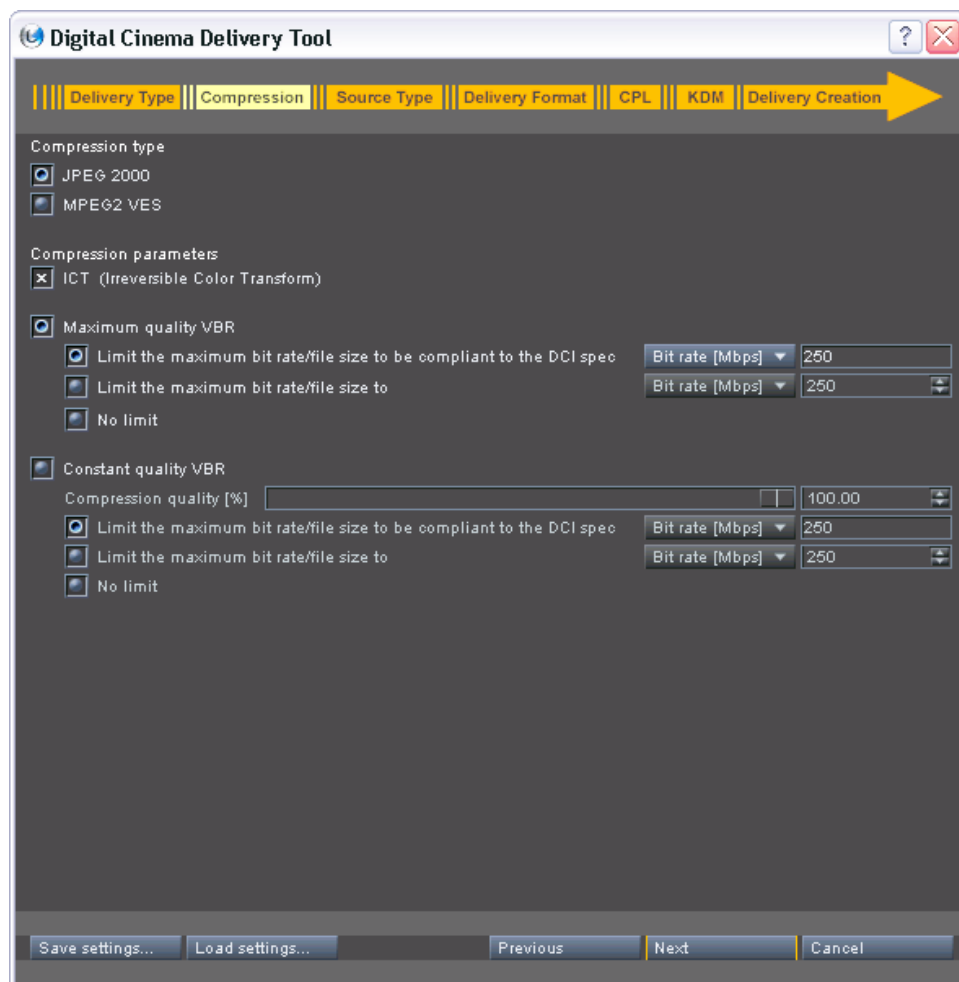 Digital Cinema Delivery Tool
?
Delivery Type Compression Source Type Delivery Format CPL KDM Delivery Creation
Compression type
JPEG 2000
MPEG2 VES
Compression parameters
ICT (Irreversible Color Transform)
Maximum quality VBR
Limit the maximum bit rate/file size to be compliant to the DCI spec Bit rate [Mbps] 250
Limit the maximum bit rate/file size to Bit rate [Mbps] 250
No limit
Constant quality VBR
Compression quality [%] 100.00
Limit the maximum bit rate/file size to be compliant to the DCI spec Bit rate [Mbps] 250
Limit the maximum bit rate/file size to Bit rate [Mbps] 250
No limit
Save settings... Load settings... Previous Next Cancel